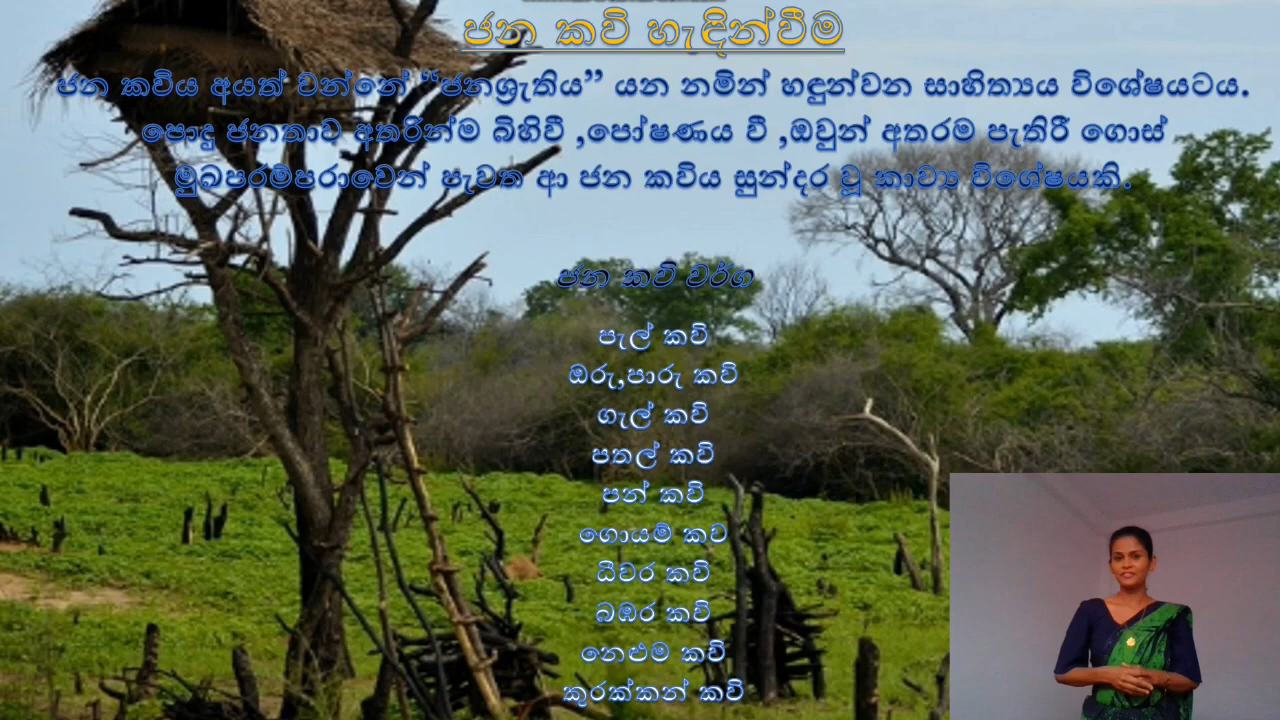 ජන කවි හැඳින්වීම
ජන කවිය අයත් වන්නේ “ජනශ්‍රැතිය” යන නමින් හඳුන්වන සාහිත්‍යය විශේෂයටය.
පොදු ජනතාව අතරින්ම බිහිවී ,පෝෂණය වී ,ඔවුන් අතරම පැතිරී ගොස්
මුඛපරම්පරාවෙන් පැවත ආ ජන කවිය සුන්දර වූ කාව්‍ය විශේෂයකි.
ජන කවි වර්ග
පැල් කවි
ඔරු,පාරු කවි
ගැල් කවි
පතල් කවි
පන් කවි
ගොයම් කව
ධීවර කවි
බඹර කවි
නෙළුම කවි
කුරක්කන් කවි